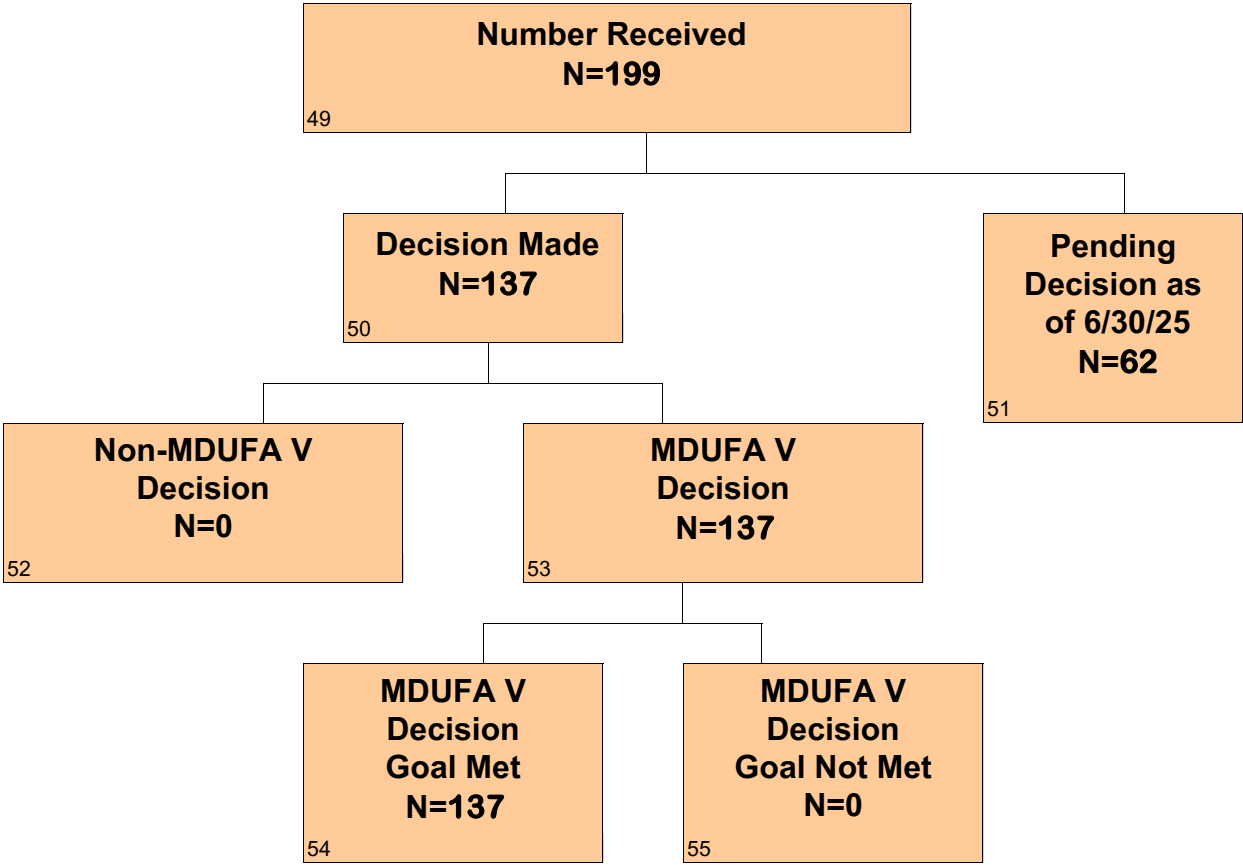 Number Received
N=199
49
Decision Made
N=137
50
Pending
Decision as
of 6/30/25
N=62
51
Non-MDUFA V
Decision
N=0
52
MDUFA V
Decision
N=137
53
MDUFA V
Decision
Goal Met
N=137
54
MDUFA V
Decision
Goal Not Met
N=0
55